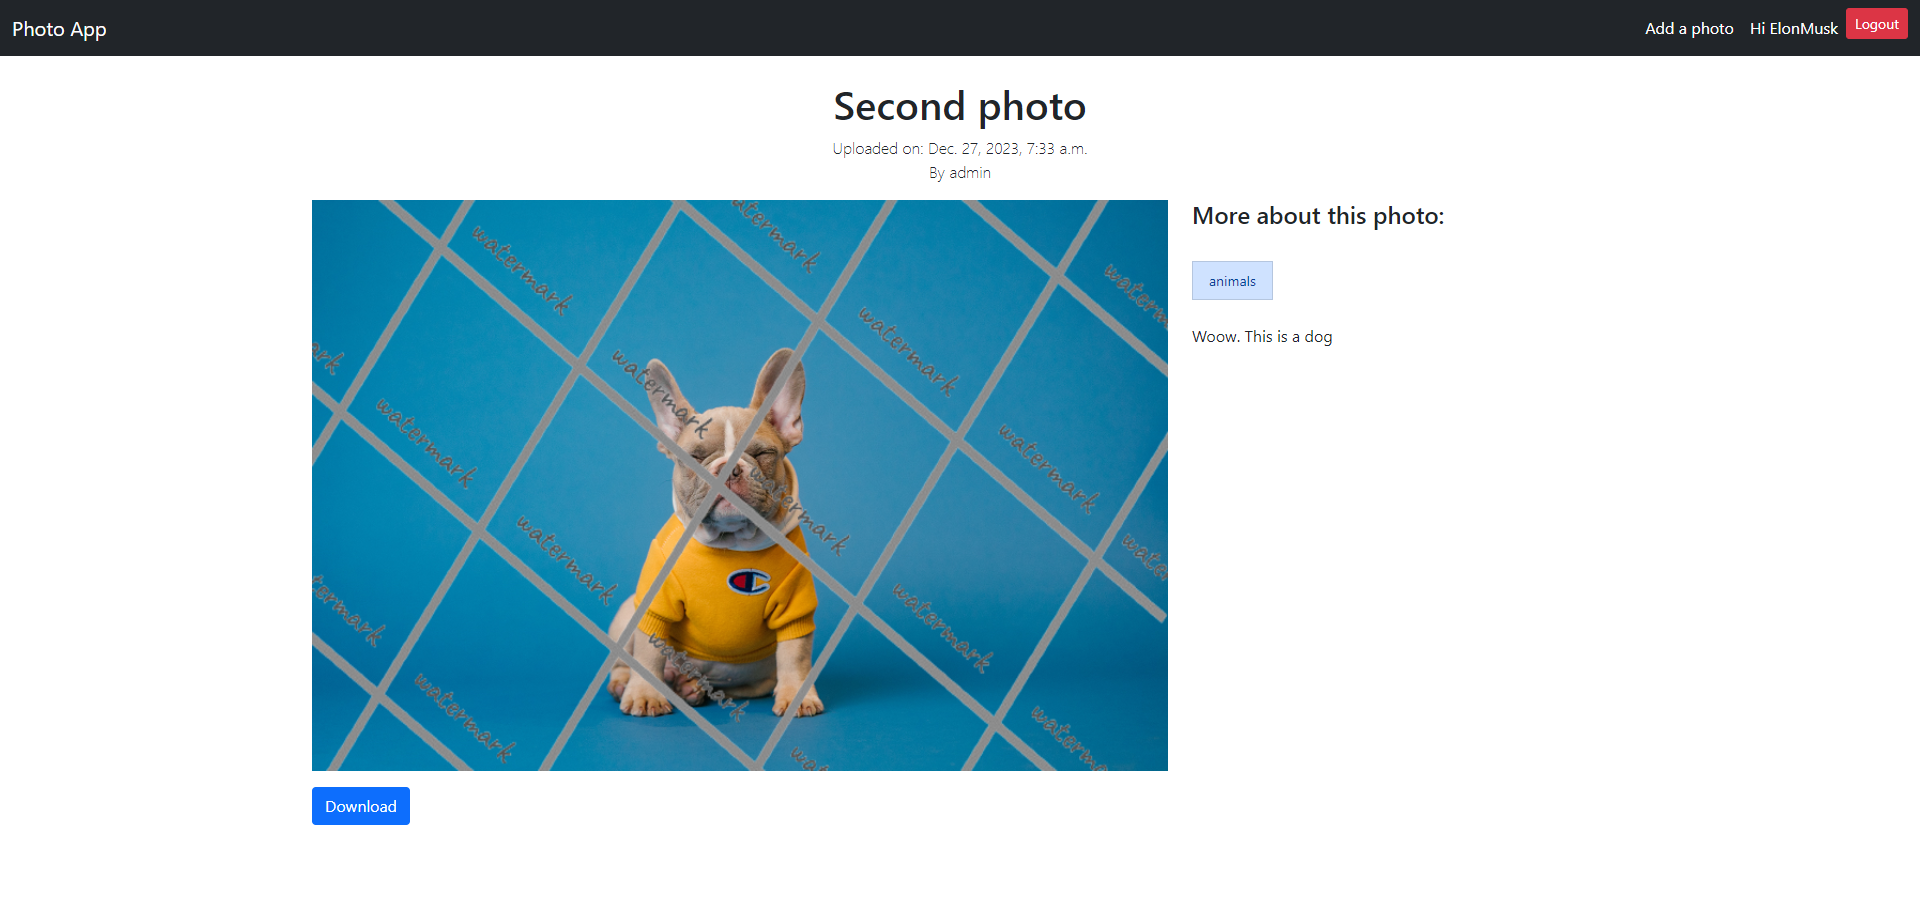 Photo App
Add a photo
Hi ElonMusk
Logout
Second photo
Uploaded on: Dec. 27, 2023, 7:33 a.m.
By admin
More about this photo:
animals
Woow. This is a dog
watermark
watermark
watermark
watermark
watermark
watermark
watermark
watermark
watermark
watermark
watermark
watermark
Download